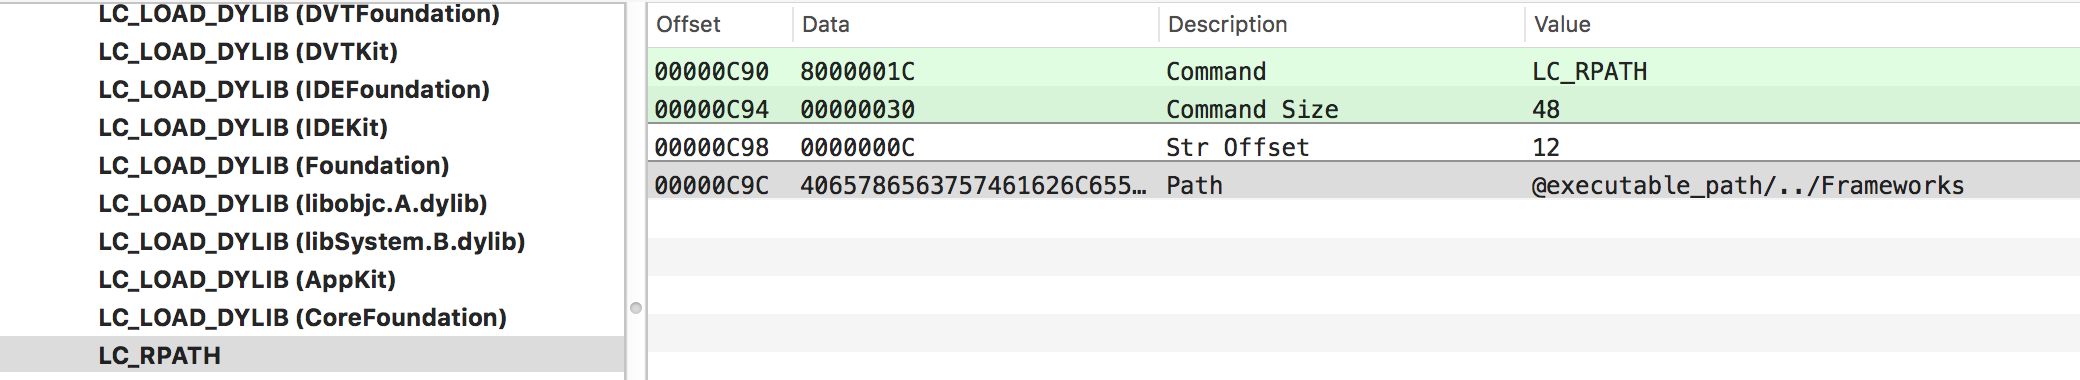 LC_LOAD_DYLIB (DVTFoundation)
LC_LOAD_DYLIB (DVTKit)
LC_LOAD_DYLIB (IDEFoundation)
LC_LOAD_DYLIB (IDEKit)
LC_LOAD_DYLIB (Foundation)
LC_LOAD_DYLIB (libobjc.A.dylib)
LC_LOAD_DYLIB (libSystem.B.dylib)
LC_LOAD_DYLIB (AppKit)
LC_LOAD_DYLIB (CoreFoundation)
LC_RPATH
Offset Data Description Value
00000C90 8000001C Command LC_RPATH
00000C94 00000030 Command Size 48
00000C98 0000000C Str Offset 12
00000C9C 4065786563757461626C655… Path @executable_path/../Frameworks